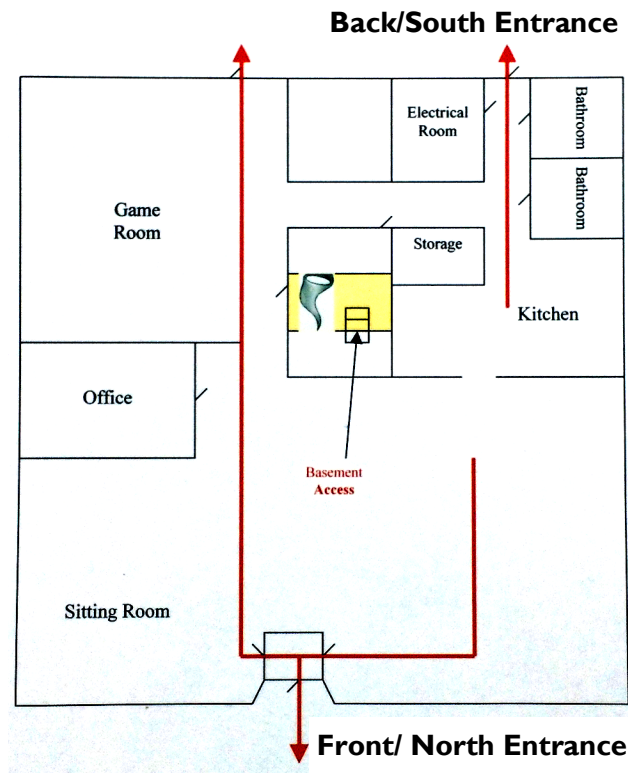 Back/South Entrance
Electrical
Room
Bathroom
Bathroom
Game
Room
Storage
Kitchen
Office
Basement
Access
Sitting Room
Front/ North Entrance